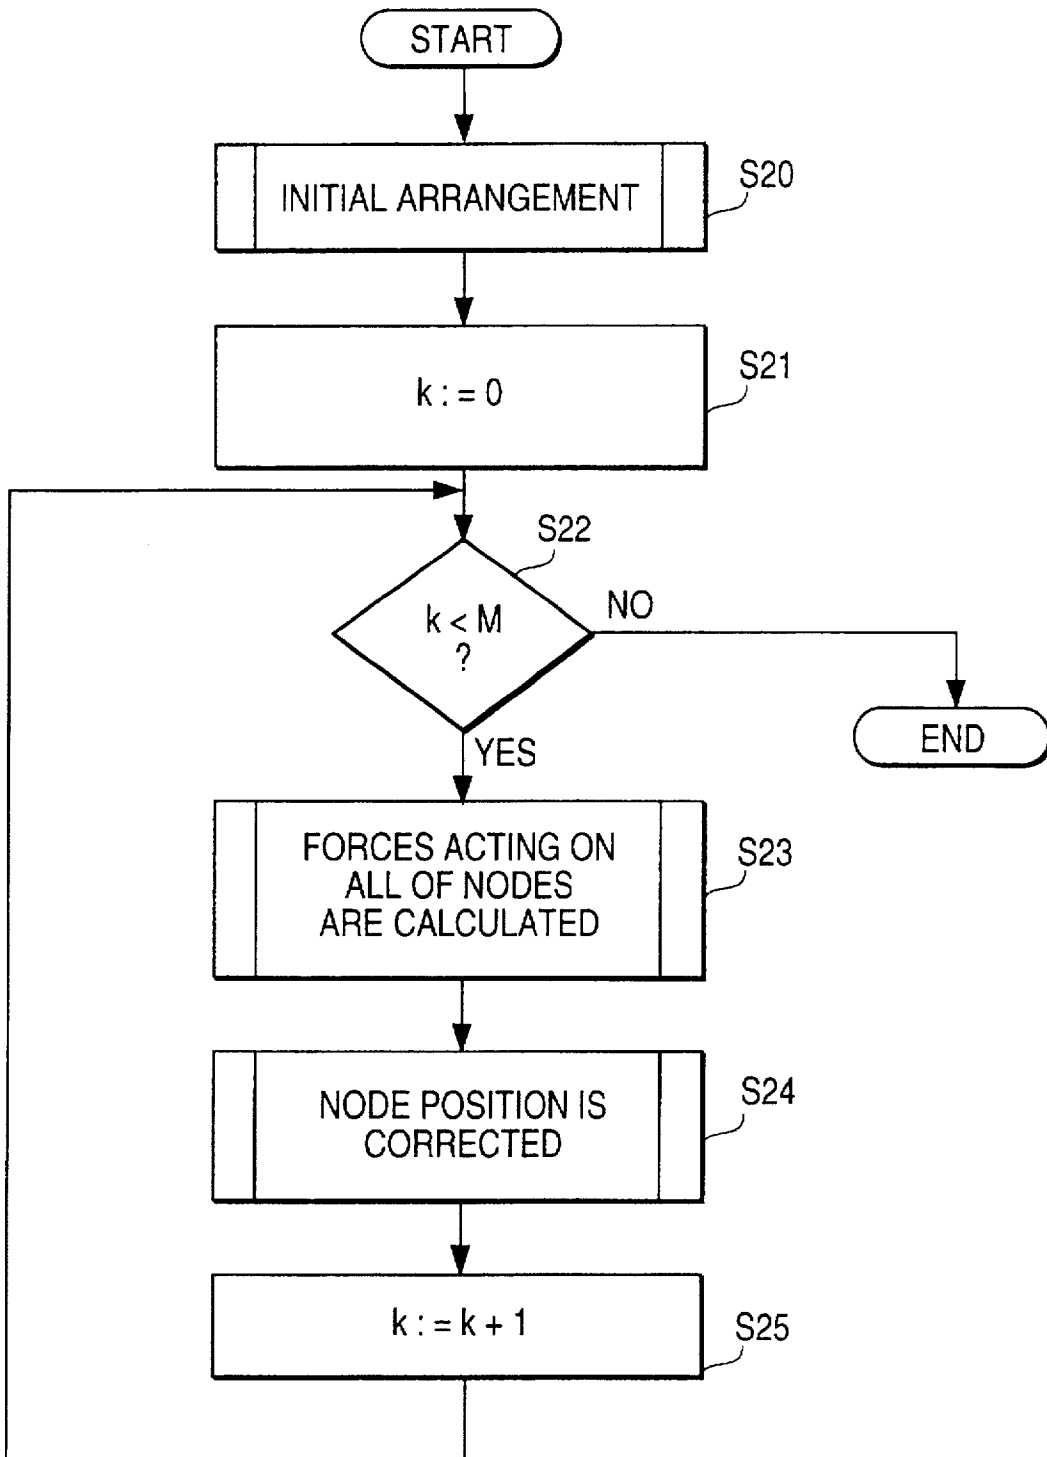 START
INITIAL ARRANGEMENT
S20
k : = 0
S21
S22
k < M
?
NO
YES
END
FORCES ACTING ON
ALL OF NODES
ARE CALCULATED
S23
NODE POSITION IS
CORRECTED
S24
k : = k + 1
S25